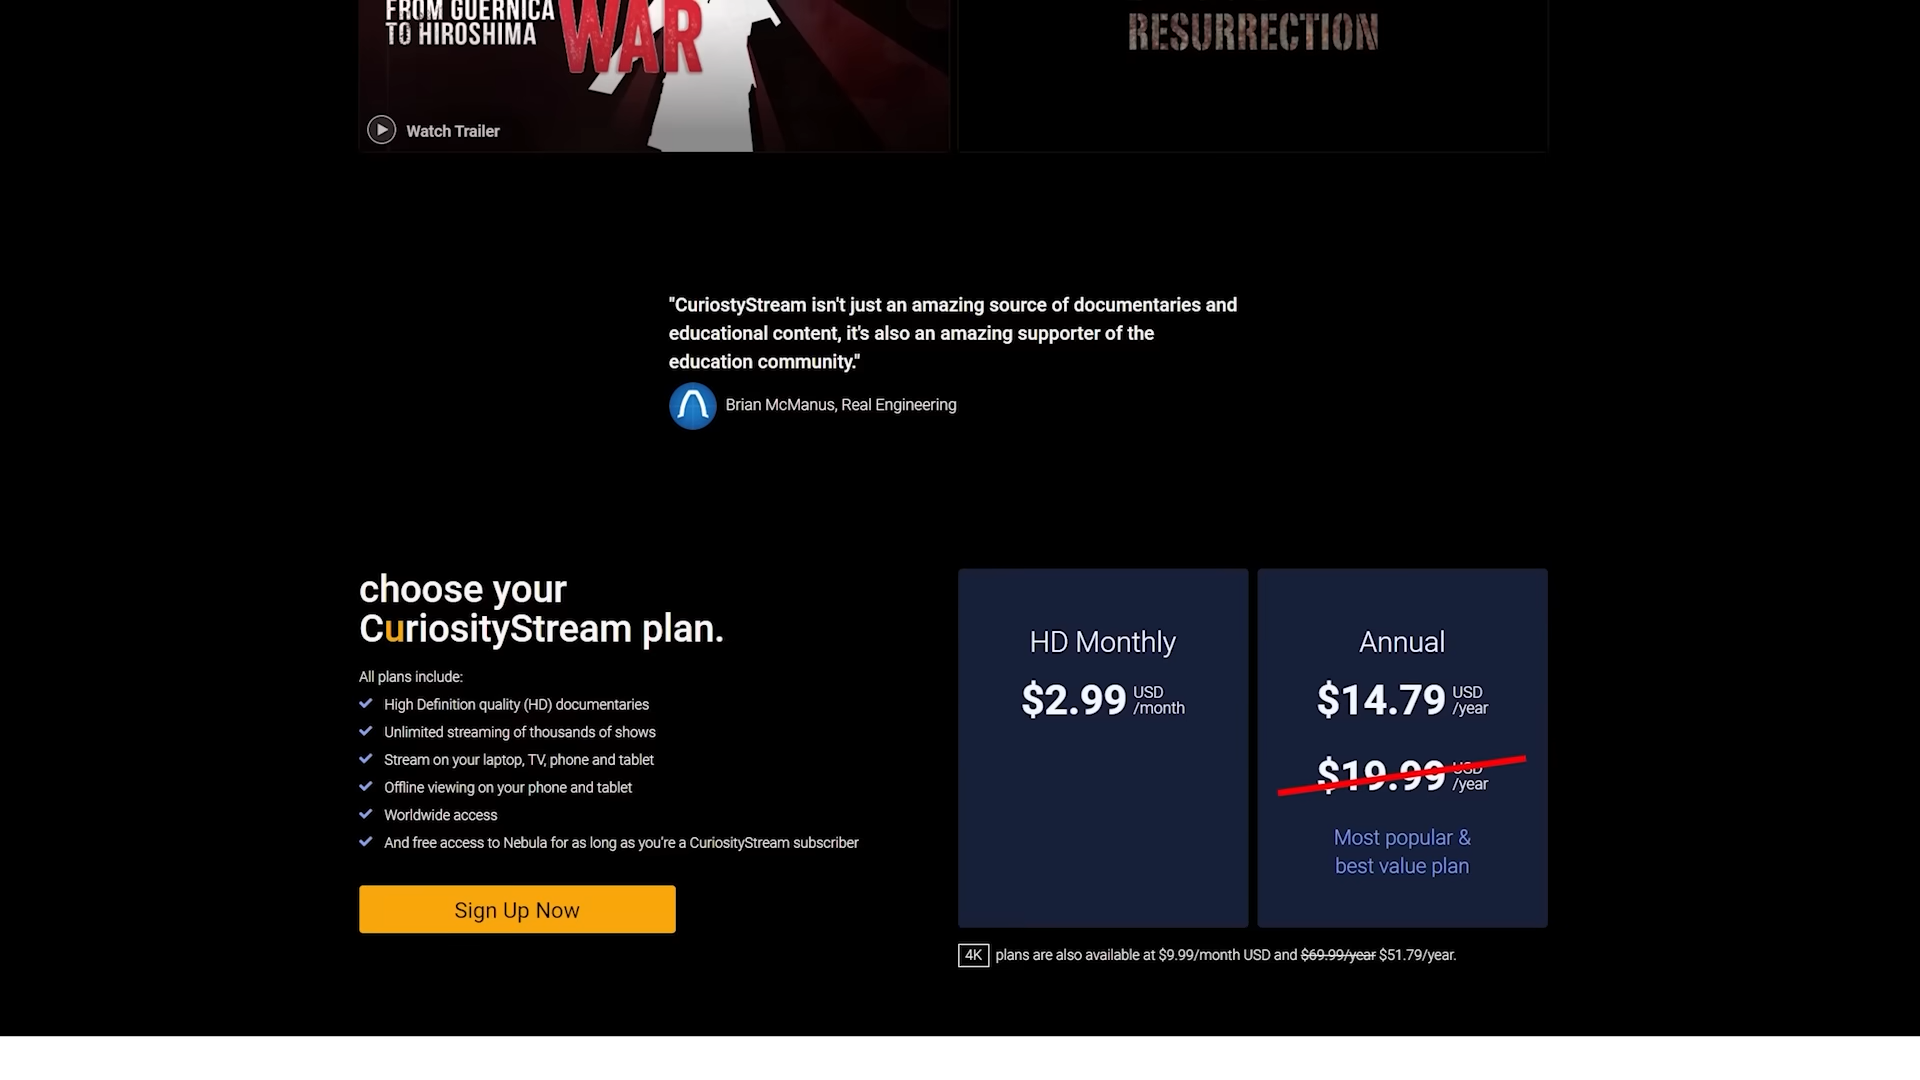 FROM GUERNICA
TO HIROSHIMA
WAR
RESURRECTION
Watch Trailer
"CuriostyStream isn't just an amazing source of documentaries and
educational content, it's also an amazing supporter of the
education community."
Brian McManus, Real Engineering
choose your
CuriosityStream plan.
All plans include:
High Definition quality (HD) documentaries
Unlimited streaming of thousands of shows
Stream on your laptop, TV, phone and tablet
Offline viewing on your phone and tablet
Worldwide access
And free access to Nebula for as long as you're a CuriosityStream subscriber
Sign Up Now
HD Monthly
$2.99 USD /month
Annual
$14.79 USD /year
$19.99 USD /year
Most popular &
best value plan
4K plans are also available at $9.99/month USD and $69.99/year $51.79/year.